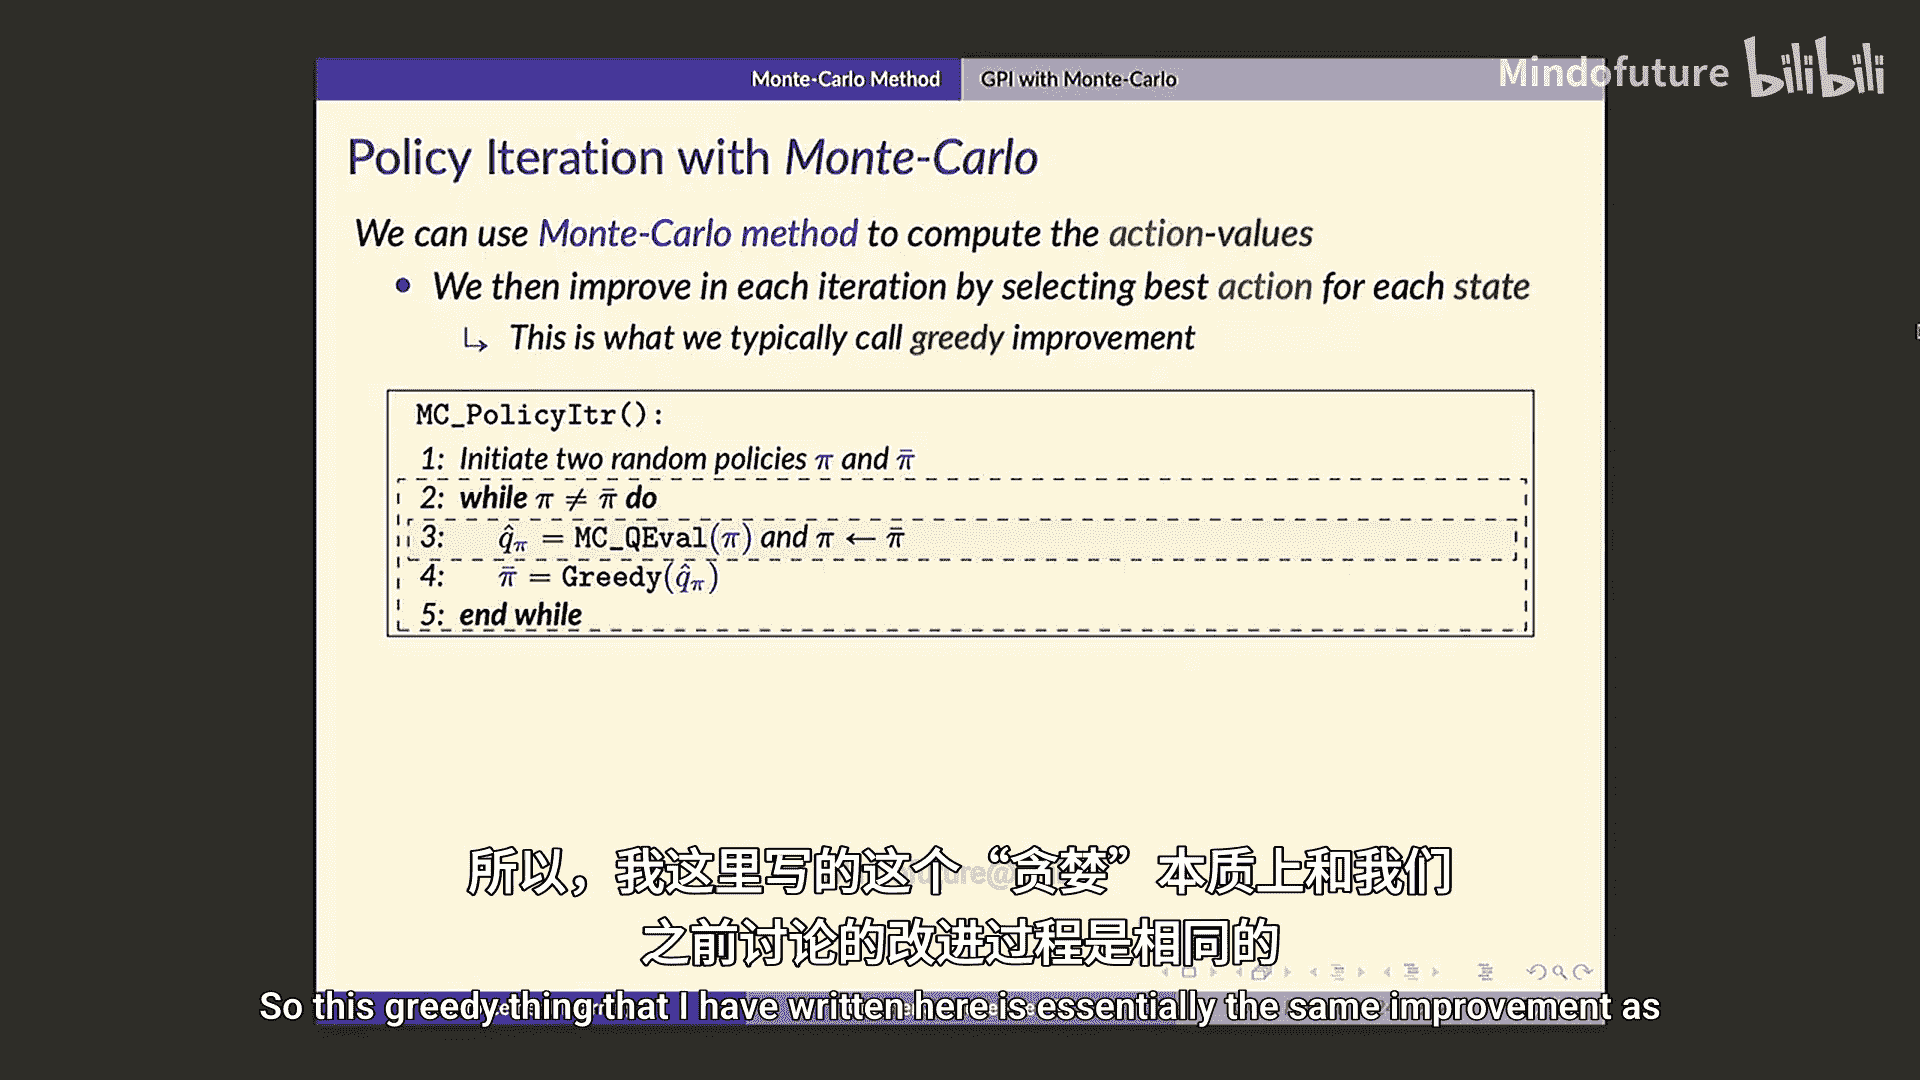 Monte-Carlo Method
GPI with Monte-Carlo
Mindofuture bilibili
Policy Iteration with Monte-Carlo
We can use Monte-Carlo method to compute the action-values
• We then improve in each iteration by selecting best action for each state
↳ This is what we typically call greedy improvement
MC_PolicyItr():
1: Initiate two random policies π and π̄
2: while π ≠ π̄ do
3: q̂π = MC_QEval(π) and π ← π̄
4: π̄ = Greedy(q̂π)
5: end while
所以，我这里写的这个“贪婪”本质上和我们
之前讨论的改进过程是相同的
So this greedy thing that I have written here is essentially the same improvement as